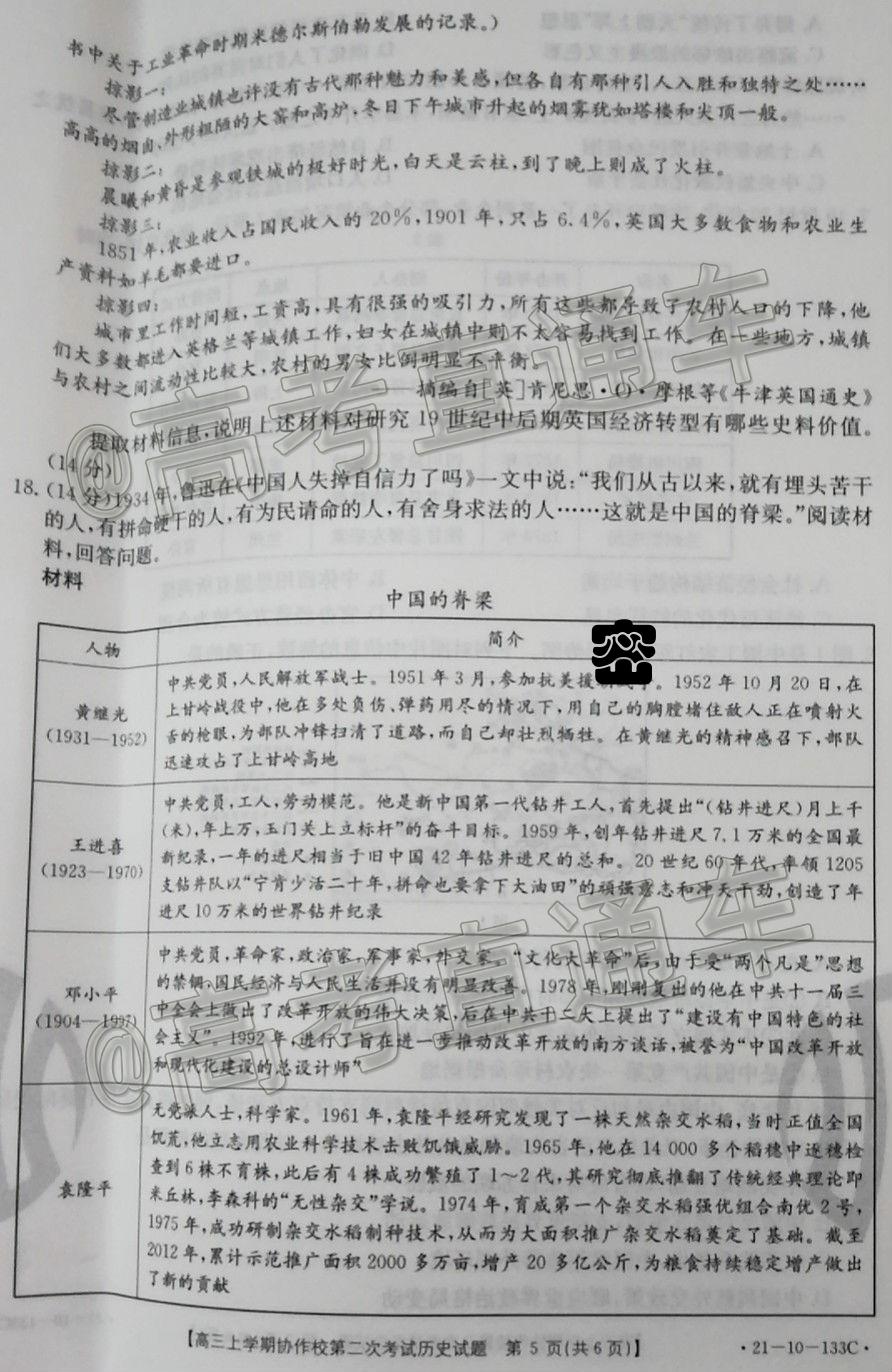 书中关于工业革命时期米德尔斯伯勒发展的记录。)
掠影一:
尽管制造业城镇也许没有古代那种魅力和美感,但各自有那种引人入胜和独特之处……
高高的烟囱、外形粗陋的大窑和高炉,冬日下午城市升起的烟雾犹如塔楼和尖顶一般。
掠影二:
晨曦和黄昏是参观铁城的极好时光,白天是云柱,到了晚上则成了火柱。
掠影三:
1851年,农业收入占国民收入的20%,1901年,只占6.4%,英国大多数食物和农业生
产资料如羊毛都要进口。
掠影四:
城市里工作时间短,工资高,具有很强的吸引力,所有这些都导致了农村人口的下降,他
们大多数都进入英格兰等城镇工作,妇女在城镇中则不太容易找到工作。在一些地方,城镇
与农村之间流动性比较大,农村的男女比例明显不平衡。
——摘编自[英]肯尼思·O·摩根等《牛津英国通史》
提取材料信息,说明上述材料对研究19世纪中后期英国经济转型有哪些史料价值。
(14分)
18.(14分)1934年,鲁迅在《中国人失掉自信力了吗》一文中说:“我们从古以来,就有埋头苦干
的人,有拼命硬干的人,有为民请命的人,有舍身求法的人……这就是中国的脊梁。”阅读材
料,回答问题。
材料
中国的脊梁
人物 简介
黄继光
(1931—1952)
中共党员,人民解放军战士。1951年3月,参加抗美援 。1952年10月20日,在
上甘岭战役中,他在多处负伤、弹药用尽的情况下,用自己的胸膛堵住敌人正在喷射火
舌的枪眼,为部队冲锋扫清了道路,而自己却壮烈牺牲。在黄继光的精神感召下,部队
迅速攻占了上甘岭高地
王进喜
(1923—1970)
中共党员,工人,劳动模范。他是新中国第一代钻井工人,首先提出“(钻井进尺)月上千
(米),年上万,玉门关上立标杆”的奋斗目标。1959年,创年钻井进尺7.1万米的全国最
新纪录,一年的进尺相当于旧中国42年钻井进尺的总和。20世纪60年代,率领1205
支钻井队以“宁肯少活二十年,拼命也要拿下大油田”的顽强意志和冲天干劲,创造了年
进尺10万米的世界钻井纪录
邓小平
(1904—1997)
中共党员,革命家,政治家,军事家,外交家。“文化大革命”后,由于受“两个凡是”思想
的禁锢,国民经济与人民生活并没有明显改善。1978年,刚刚复出的他在中共十一届三
中全会上做出了改革开放的伟大决策,后在中共十二大上提出了“建设有中国特色的社
会主义”。1992年,进行了旨在进一步推动改革开放的南方谈话,被誉为“中国改革开放
和现代化建设的总设计师”
袁隆平
无党派人士,科学家。1961年,袁隆平经研究发现了一株天然杂交水稻,当时正值全国
饥荒,他立志用农业科学技术击败饥饿威胁。1965年,他在14 000多个稻穗中逐穗检
查到6株不育株,此后有4株成功繁殖了1~2代,其研究彻底推翻了传统经典理论即
米丘林,李森科的“无性杂交”学说。1974年,育成第一个杂交水稻强优组合南优2号,
1975年,成功研制杂交水稻制种技术,从而为大面积推广杂交水稻奠定了基础。截至
2012年,累计示范推广面积2000多万亩,增产20多亿公斤,为粮食持续稳定增产做出
了新的贡献
【高三上学期协作校第二次考试历史试题 第5页(共6页)】 ·21-10-133C·
@高考直通车
@高考直通车